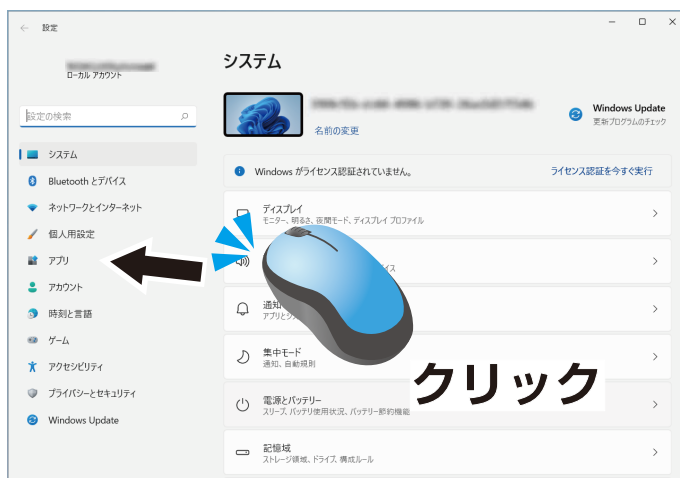 設定
ローカル アカウント
設定の検索
システム
Bluetooth とデバイス
ネットワークとインターネット
個人用設定
アプリ
アカウント
時刻と言語
ゲーム
アクセシビリティ
プライバシーとセキュリティ
Windows Update
システム
名前の変更
Windows Update
更新プログラムのチェック
Windows がライセンス認証されていません。
ライセンス認証を今すぐ実行
ディスプレイ
モニター、明るさ、夜間モード、ディスプレイ プロファイル
イス
通知
アプリとシ
集中モード
通知、自動規則
電源とバッテリー
スリープ、バッテリ使用状況、バッテリー節約機能
記憶域
ストレージ領域、ドライブ、構成ルール
クリック